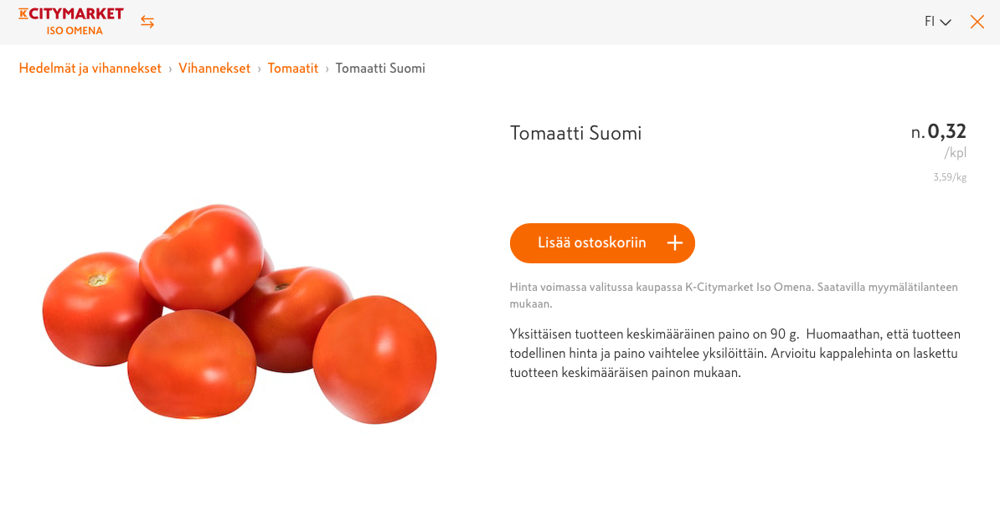 K CITYMARKET
ISO OMENA
FI
Hedelmät ja vihannekset › Vihannekset › Tomaatit › Tomaatti Suomi
Tomaatti Suomi
n.0,32
/kpl
3,59/kg
Lisää ostoskoriin
Hinta voimassa valitussa kaupassa K-Citymarket Iso Omena. Saatavilla myymälätilanteen
mukaan.
Yksittäisen tuotteen keskimääräinen paino on 90 g. Huomaathan, että tuotteen
todellinen hinta ja paino vaihtelee yksilöittäin. Arvioitu kappalehinta on laskettu
tuotteen keskimääräisen painon mukaan.